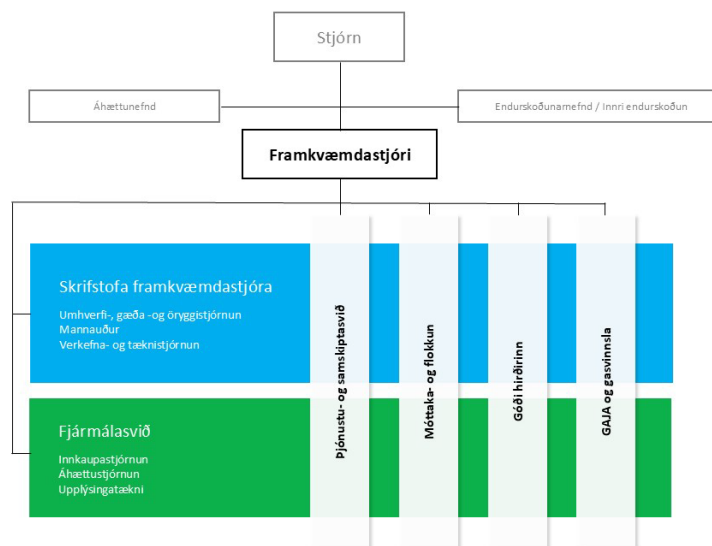 Stjórn
Áhættunefnd
Endurskoðunarnefnd / Innri endurskoðun
Framkvæmdastjóri
Skrifstofa framkvæmdastjóra
Umhverfi-, gæða -og öryggistjórnun
Mannauður
Verkefna- og tæknistjórnun
Fjármálasvið
Innkaupastjórnun
Áhættustjórnun
Upplýsingatækni
Þjónustu- og samskiptasvið
Móttaka- og flokkun
Góði hirðirinn
GAJA og gasvinnsla